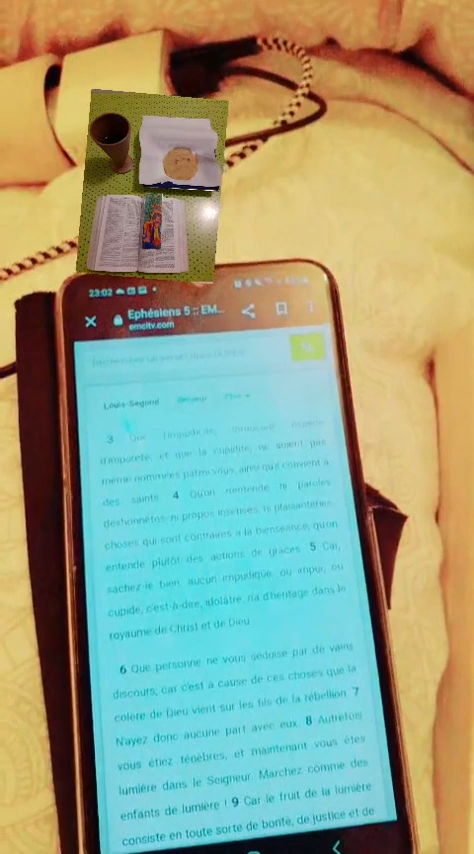 23:02
Ephésiens 5 :: EM...
emcitv.com
Louis-Segond
Plus
3 Que l'impudicité, espèce
d'impureté, et que la cupidité, ne soient pas
même nommées parmi vous, ainsi qu'il convient à
des saints. 4 Qu'on n'entende ni paroles
déshonnêtes, ni propos insensés, ni plaisanteries,
choses qui sont contraires à la bienséance; qu'on
entende plutôt des actions de grâces. 5 Car,
sachez-le bien, aucun impudique, ou impur, ou
cupide, c'est-à-dire, idolâtre, n'a d'héritage dans le
royaume de Christ et de Dieu.
6 Que personne ne vous séduise par de vains
discours; car c'est à cause de ces choses que la
colère de Dieu vient sur les fils de la rébellion. 7
N'ayez donc aucune part avec eux. 8 Autrefois
vous étiez ténèbres, et maintenant vous êtes
lumière dans le Seigneur. Marchez comme des
enfants de lumière ! 9 Car le fruit de la lumière
consiste en toute sorte de bonté, de justice et de